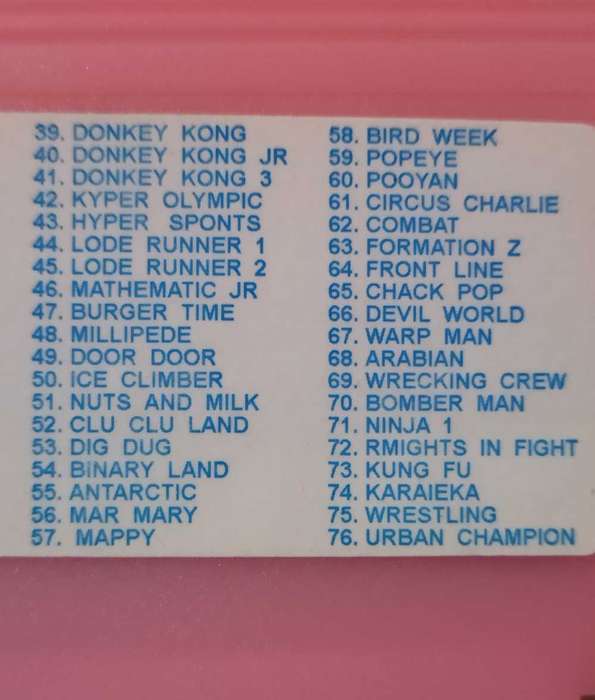 39. DONKEY KONG
40. DONKEY KONG JR
41. DONKEY KONG 3
42. KYPER OLYMPIC
43. HYPER SPONTS
44. LODE RUNNER 1
45. LODE RUNNER 2
46. MATHEMATIC JR
47. BURGER TIME
48. MILLIPEDE
49. DOOR DOOR
50. ICE CLIMBER
51. NUTS AND MILK
52. CLU CLU LAND
53. DIG DUG
54. BINARY LAND
55. ANTARCTIC
56. MAR MARY
57. MAPPY
58. BIRD WEEK
59. POPEYE
60. POOYAN
61. CIRCUS CHARLIE
62. COMBAT
63. FORMATION Z
64. FRONT LINE
65. CHACK POP
66. DEVIL WORLD
67. WARP MAN
68. ARABIAN
69. WRECKING CREW
70. BOMBER MAN
71. NINJA 1
72. RMIGHTS IN FIGHT
73. KUNG FU
74. KARAIEKA
75. WRESTLING
76. URBAN CHAMPION